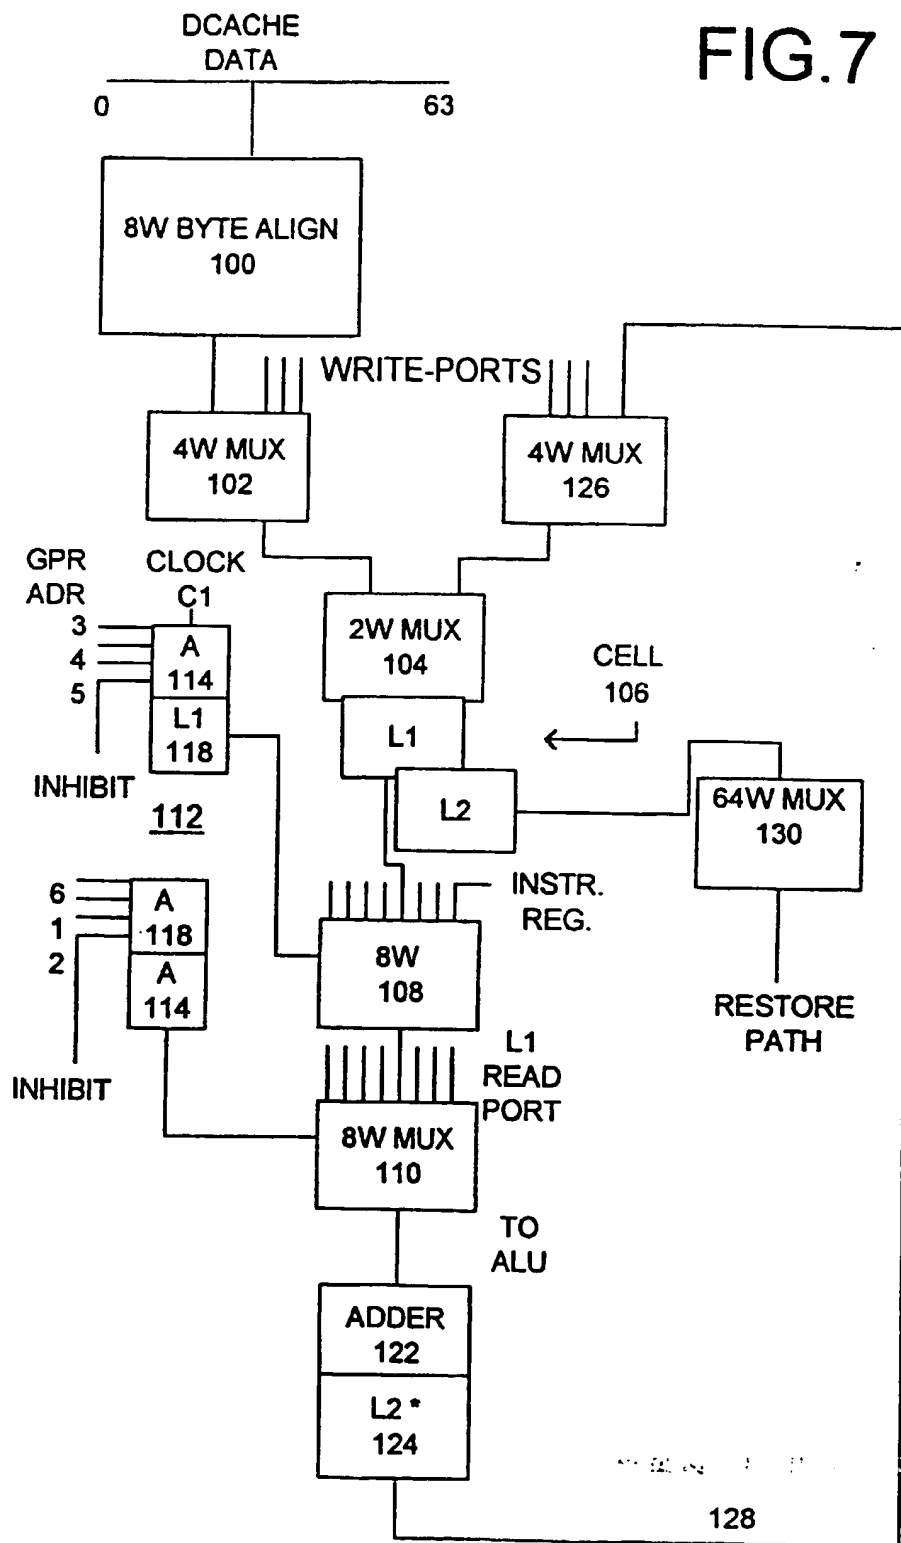 DCACHE
DATA
FIG.7
0
63
8W BYTE ALIGN
100
WRITE-PORTS
4W MUX
102
4W MUX
126
GPR
ADR
CLOCK
C1
3
4
5
A
114
L1
118
INHIBIT
112
2W MUX
104
CELL
106
L1
L2
64W MUX
130
6
1
2
A
118
A
114
INHIBIT
INSTR.
REG.
8W
108
RESTORE
PATH
L1
READ
PORT
8W MUX
110
TO
ALU
ADDER
122
L2 *
124
128